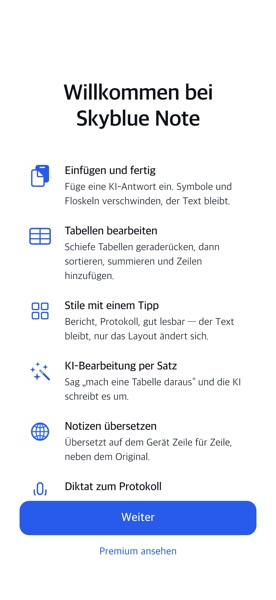 Willkommen bei
Skyblue Note
Einfügen und fertig
Füge eine KI-Antwort ein. Symbole und
Floskeln verschwinden, der Text bleibt.
Tabellen bearbeiten
Schiefe Tabellen geraderücken, dann
sortieren, summieren und Zeilen
hinzufügen.
Stile mit einem Tipp
Bericht, Protokoll, gut lesbar — der Text
bleibt, nur das Layout ändert sich.
KI-Bearbeitung per Satz
Sag „mach eine Tabelle daraus" und die KI
schreibt es um.
Notizen übersetzen
Übersetzt auf dem Gerät Zeile für Zeile,
neben dem Original.
Diktat zum Protokoll
Weiter
Premium ansehen